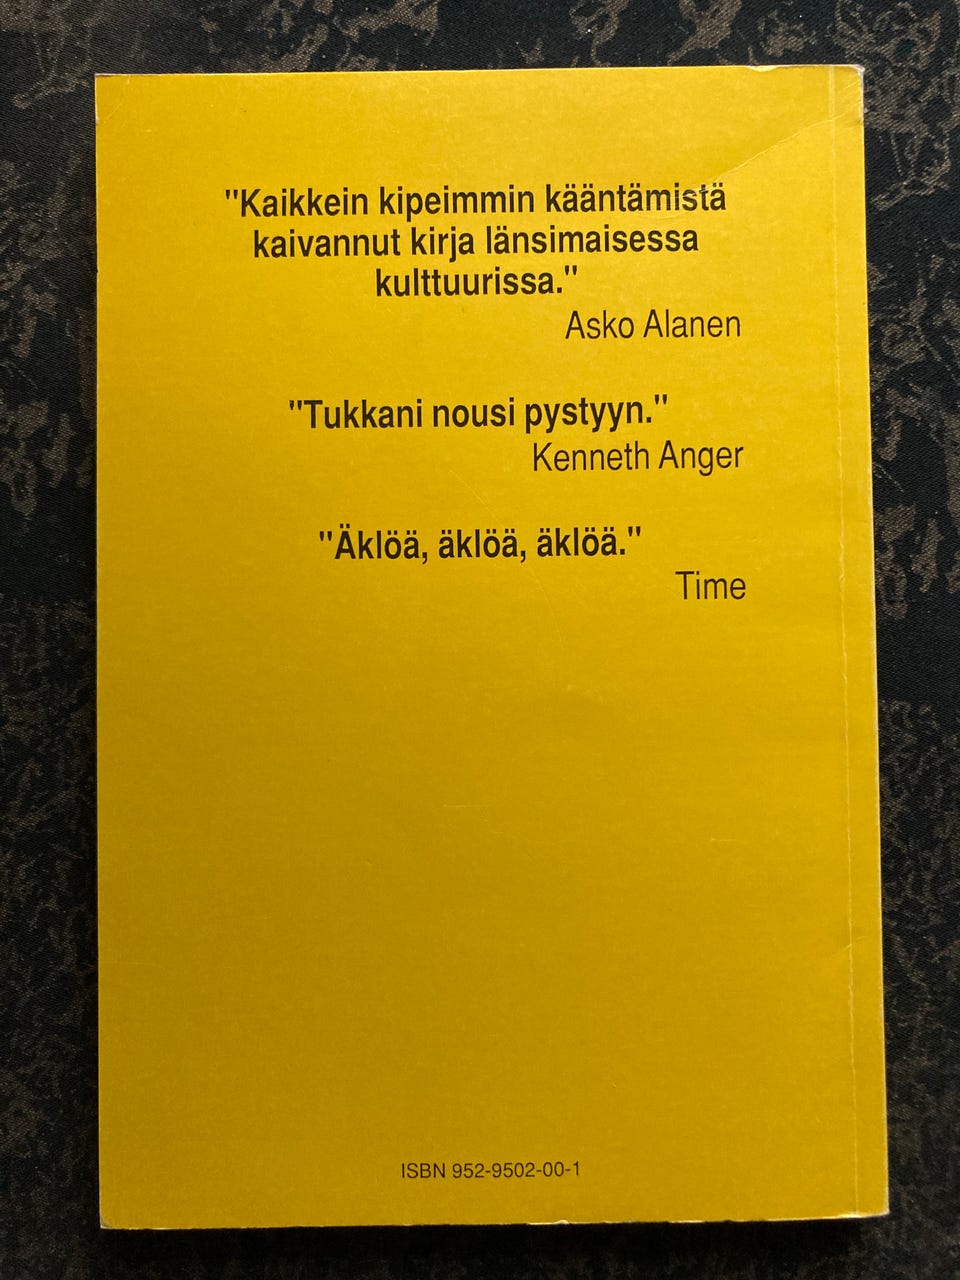 "Kaikkein kipeimmin kääntämistä
kaivannut kirja länsimaisessa
kulttuurissa."
Asko Alanen
"Tukkani nousi pystyyn."
Kenneth Anger
"Äklöä, äklöä, äklöä."
Time
ISBN 952-9502-00-1